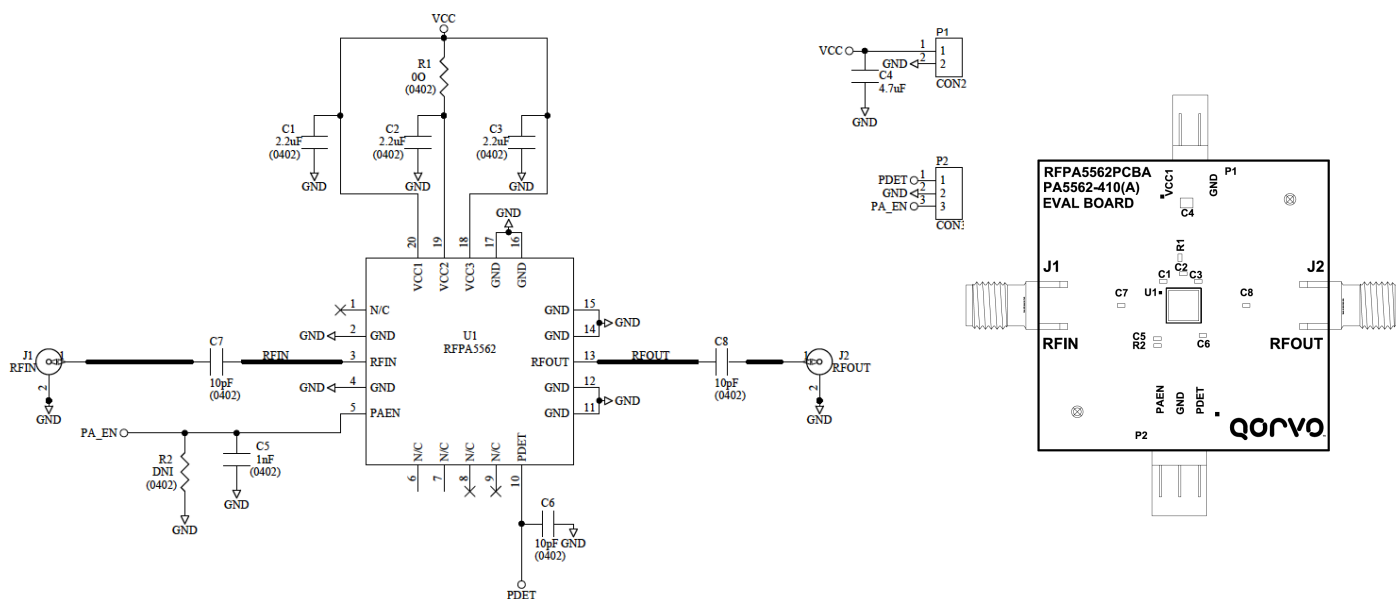 VCC
R1
0O
(0402)
C1
2.2uF
(0402)
GND
C2
2.2uF
(0402)
GND
C3
2.2uF
(0402)
GND
GND
20
19
18
17
16
VCC1
VCC2
VCC3
GND
GND
1
N/C
2
GND
GND
3
RFIN
RFIN
4
GND
GND
5
PAEN
U1
RFPA5562
GND
15
GND
14
GND
RFOUT
13
RFOUT
GND
12
GND
11
GND
N/C
N/C
N/C
N/C
PDET
6
7
8
9
10
J1
RFIN
1
2
GND
C7
10pF
(0402)
C8
10pF
(0402)
1
J2
RFOUT
2
GND
PA_EN
R2
DNI
(0402)
GND
C5
1nF
(0402)
GND
C6
10pF
(0402)
GND
PDET
P1
VCC
1
1
GND
2
2
CON2
C4
4.7uF
GND
P2
PDET
1
1
GND
2
2
PA_EN
3
3
CON3
RFPA5562PCBA
PA5562-410(A)
EVAL BOARD
VCC1
GND
P1
C4
R1
C2
C1
C3
U1
J1
J2
C7
C8
C5
R2
C6
RFIN
RFOUT
PAEN
GND
PDET
P2
QORVO